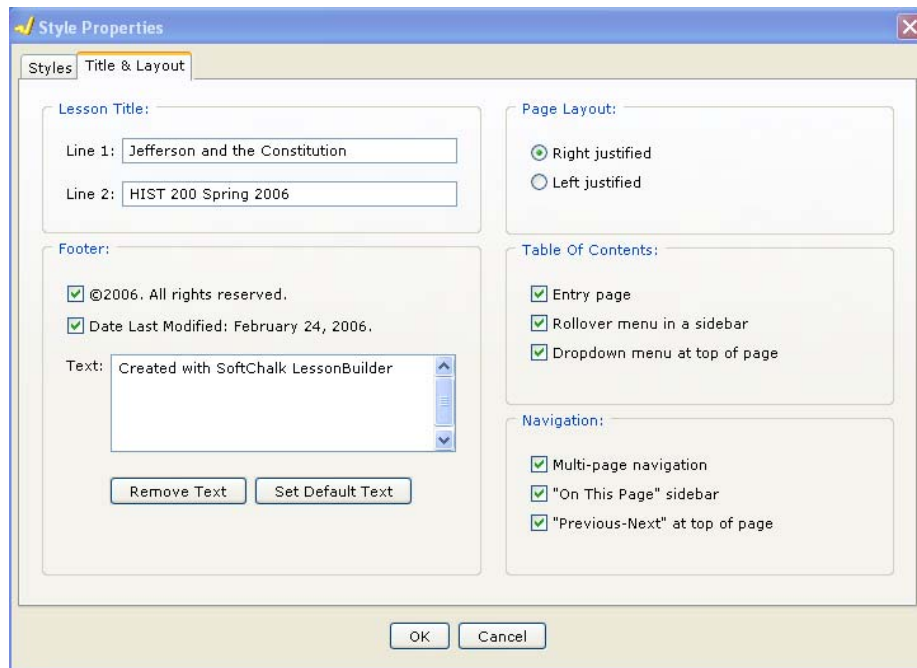 Style Properties
Styles
Title & Layout
Lesson Title:
Line 1: Jefferson and the Constitution
Line 2: HIST 200 Spring 2006
Footer:
©2006. All rights reserved.
Date Last Modified: February 24, 2006.
Text: Created with SoftChalk LessonBuilder
Remove Text
Set Default Text
Page Layout:
Right justified
Left justified
Table Of Contents:
Entry page
Rollover menu in a sidebar
Dropdown menu at top of page
Navigation:
Multi-page navigation
"On This Page" sidebar
"Previous-Next" at top of page
OK
Cancel